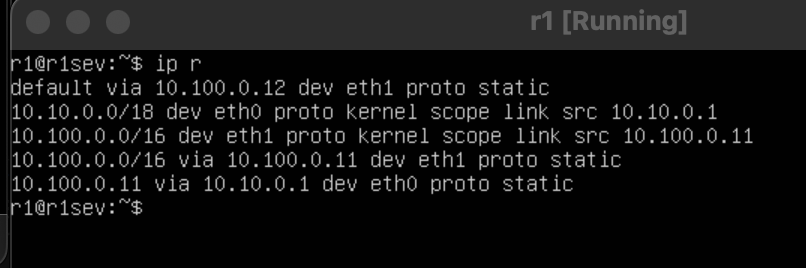 r1 [Running]
r1@r1sev:~$ ip r
default via 10.100.0.12 dev eth1 proto static
10.10.0.0/18 dev eth0 proto kernel scope link src 10.10.0.1
10.100.0.0/16 dev eth1 proto kernel scope link src 10.100.0.11
10.100.0.0/16 via 10.100.0.11 dev eth1 proto static
10.100.0.11 via 10.10.0.1 dev eth0 proto static
r1@r1sev:~$